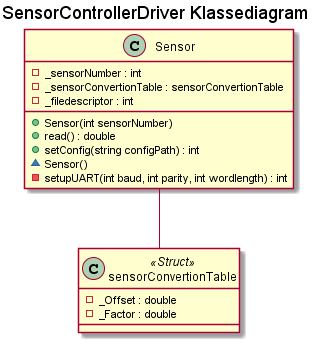 SensorControllerDriver Klassediagram
C Sensor
_sensorNumber : int
_sensorConvertionTable : sensorConvertionTable
_filedescriptor : int
Sensor(int sensorNumber)
read() : double
setConfig(string configPath) : int
Sensor()
setupUART(int baud, int parity, int wordlength) : int
«Struct»
C sensorConvertionTable
_Offset : double
_Factor : double